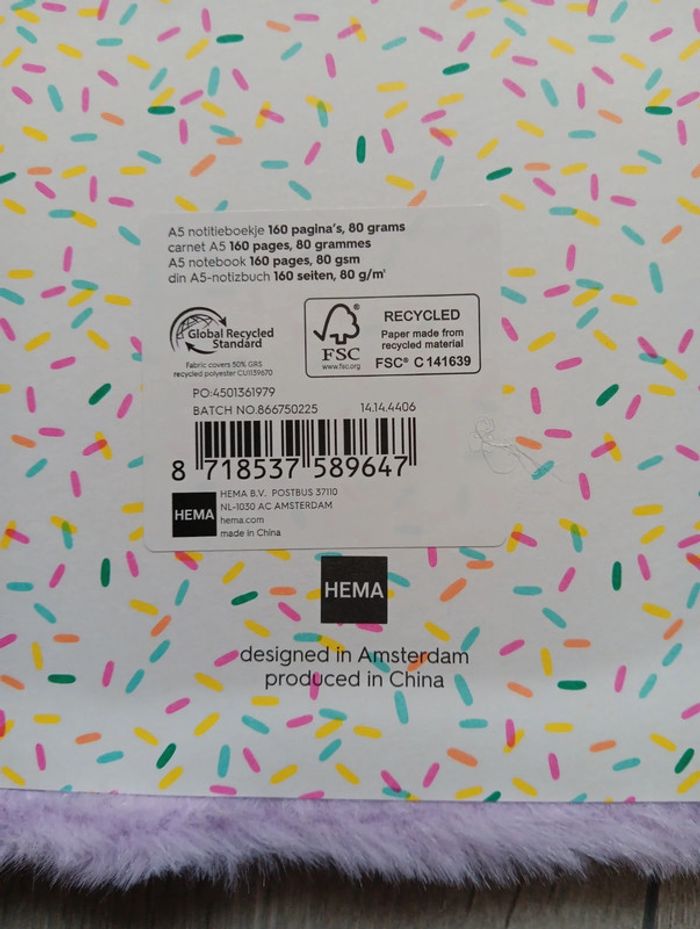 A5 notitieboekje 160 pagina's, 80 grams
carnet A5 160 pages, 80 grammes
A5 notebook 160 pages, 80 gsm
din A5-notizbuch 160 seiten, 80 g/m²
Global Recycled
Standard
Fabric covers 50% GRS
recycled polyester CU1139670
FSC®
www.fsc.org
RECYCLED
Paper made from
recycled material
FSC® C141639
PO:4501361979
BATCH NO.866750225 14.14.4406
8 718537 589647
HEMA
HEMA B.V. POSTBUS 37110
NL-1030 AC AMSTERDAM
hema.com
made in China
HEMA
designed in Amsterdam
produced in China